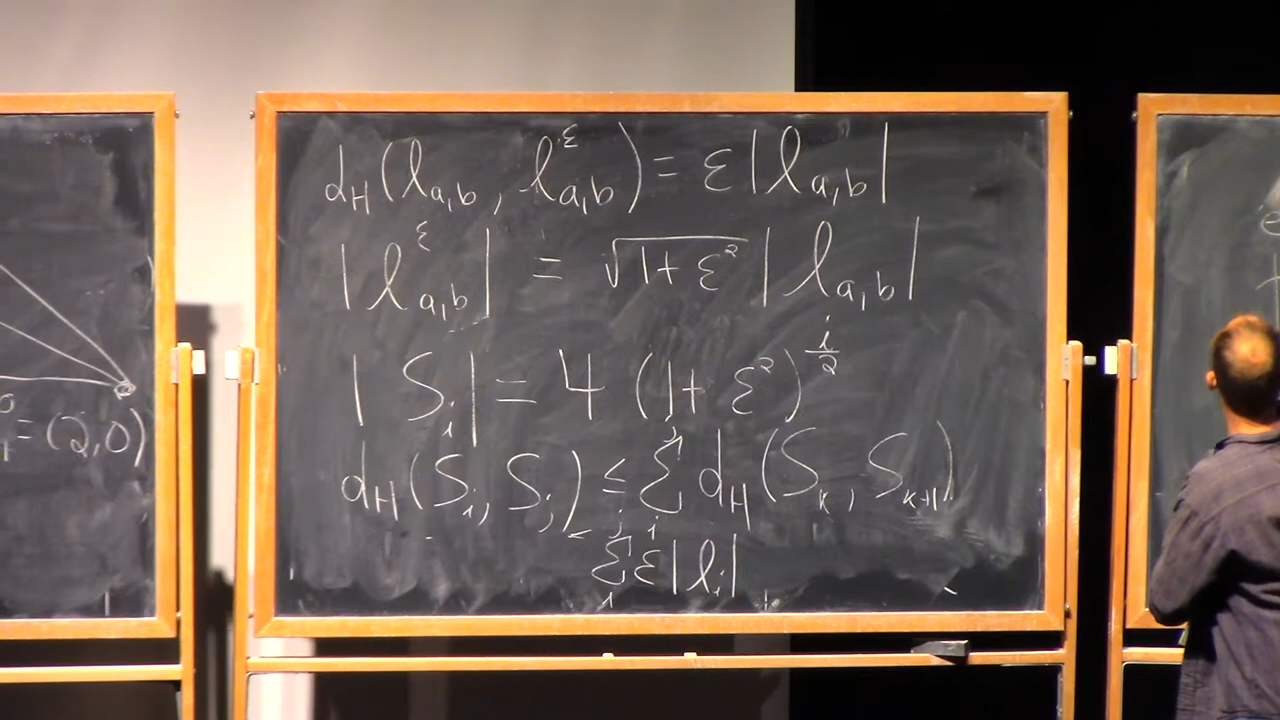 = (2,0)
d_H(l_{a,b}, l^ε_{a,b}) = ε|l_{a,b}|
|l^ε_{a,b}| = √(1+ε²) |l_{a,b}|
|S_i| = 4 (1+ε²)^{i/2}
d_H(S_i, S_j) ≤ Σ_i^j d_H(S_k, S_{k+1})
≤ Σ_i^j ε|l_i|